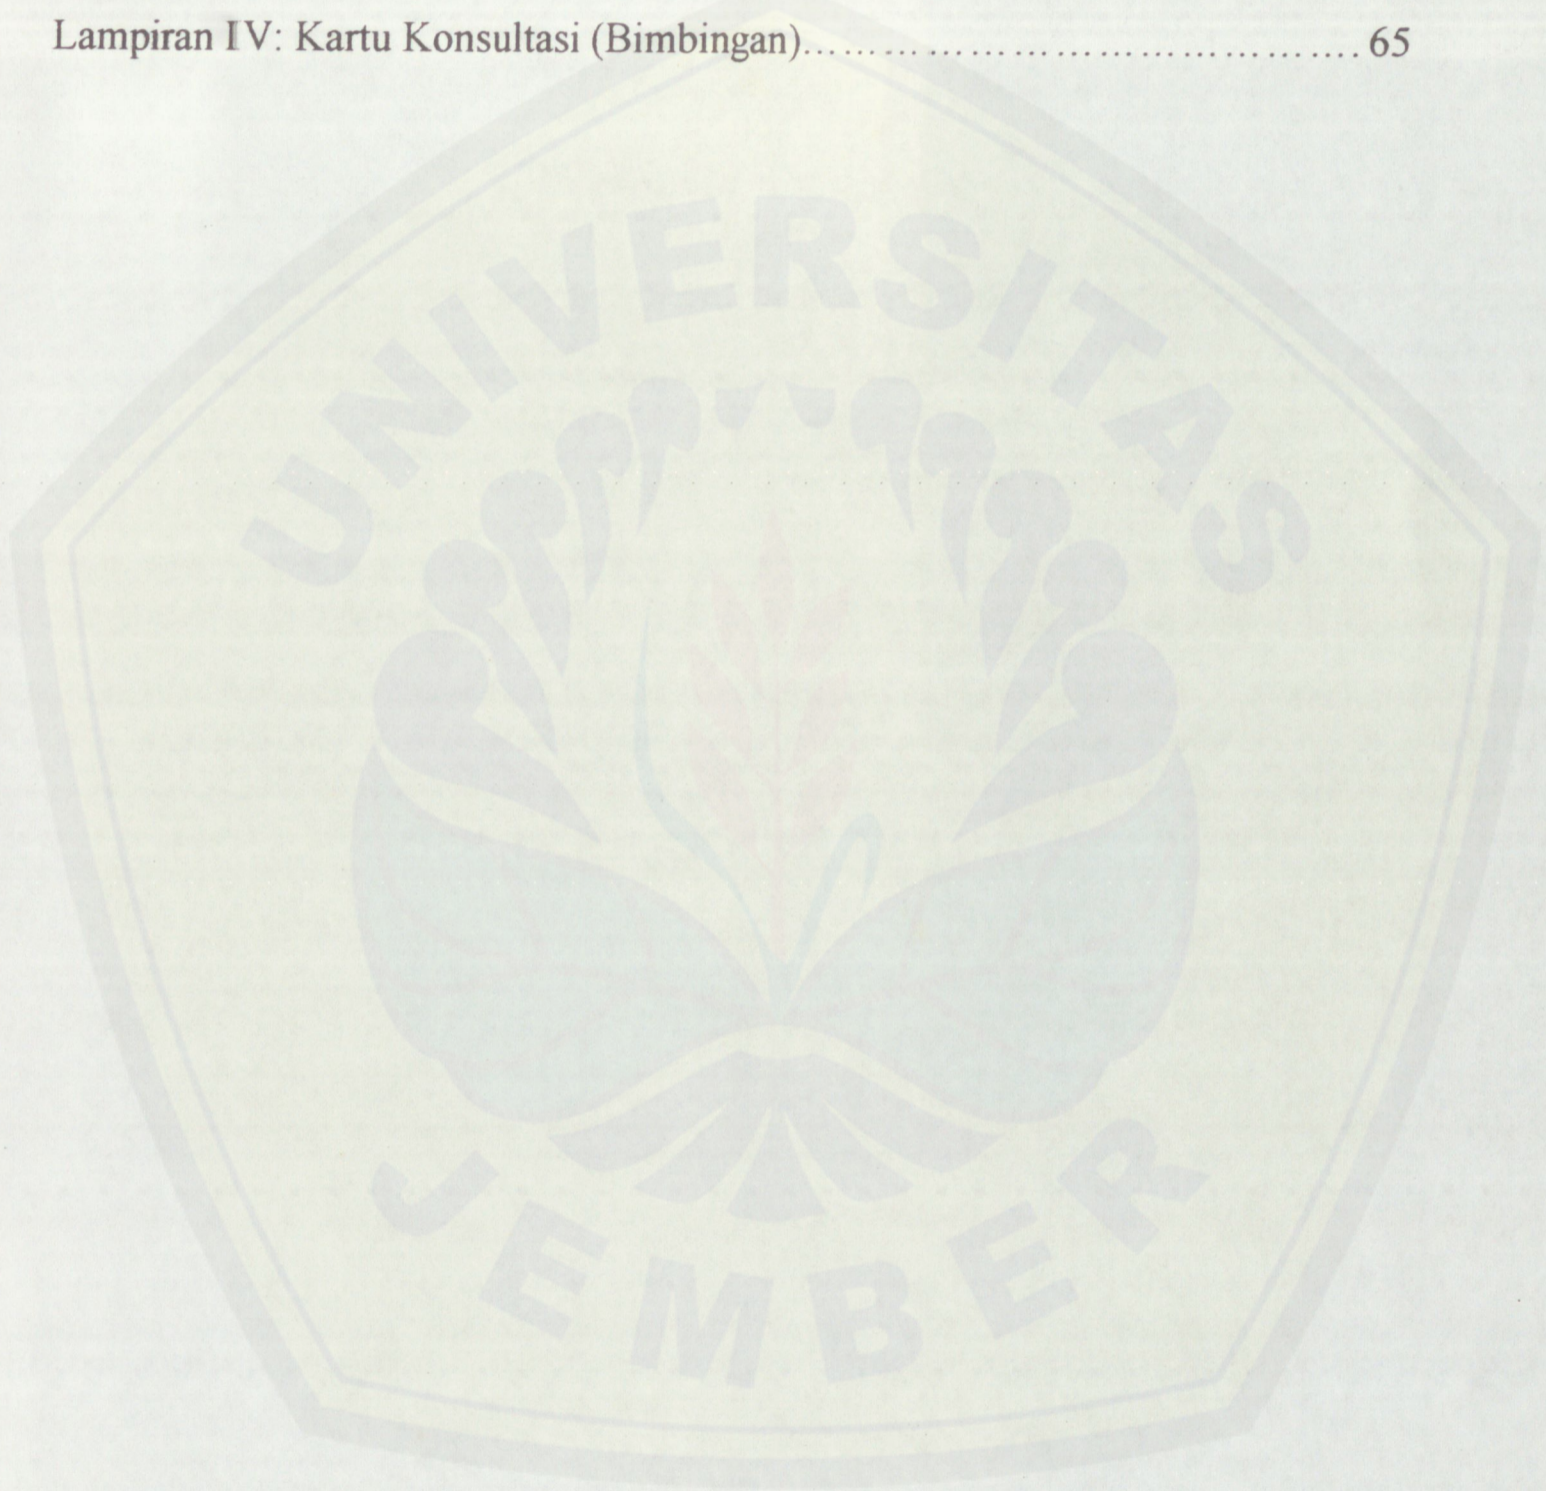 Lampiran IV: Kartu Konsultasi (Bimbingan)........................................ 65
UNIVERSITAS
JEMBER